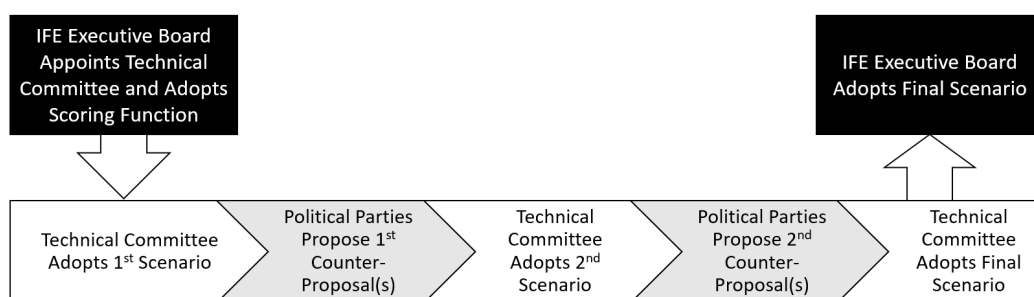 IFE Executive Board
Appoints Technical
Committee and Adopts
Scoring Function
IFE Executive Board
Adopts Final Scenario
Technical Committee
Adopts 1st Scenario
Political Parties
Propose 1st
Counter-
Proposal(s)
Technical
Committee
Adopts 2nd
Scenario
Political Parties
Propose 2nd
Counter-
Proposal(s)
Technical
Committee
Adopts Final
Scenario